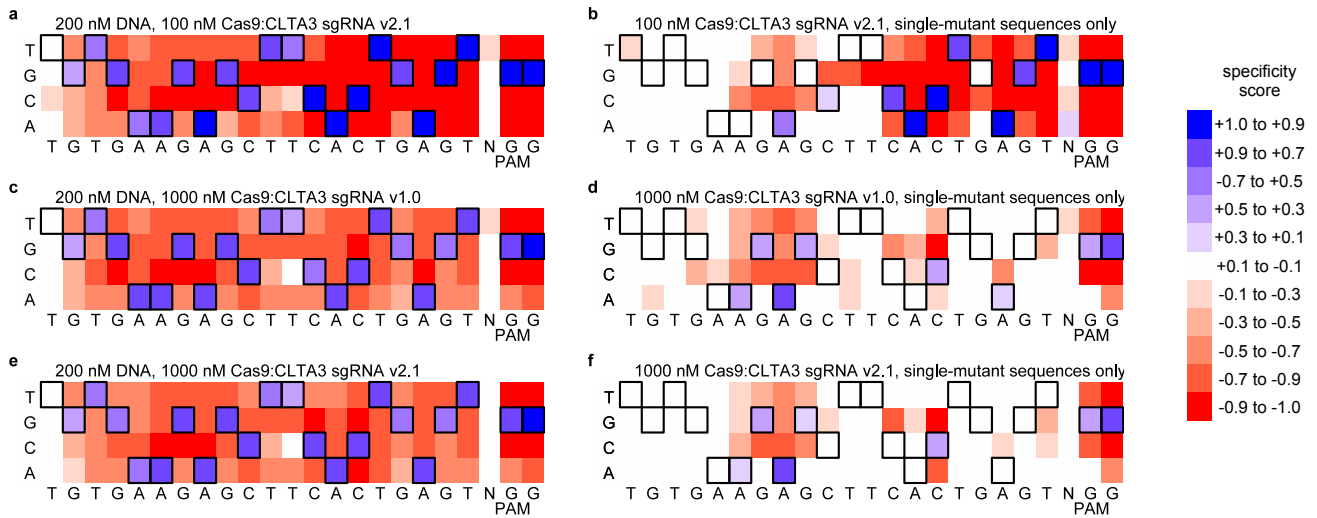 a
200 nM DNA, 100 nM Cas9:CLTA3 sgRNA v2.1
T
G
C
A
T G T G A A G A G C T T C A C T G A G T N G G
PAM
b
100 nM Cas9:CLTA3 sgRNA v2.1, single-mutant sequences only
T
G
C
A
T G T G A A G A G C T T C A C T G A G T N G G
PAM
c
200 nM DNA, 1000 nM Cas9:CLTA3 sgRNA v1.0
T
G
C
A
T G T G A A G A G C T T C A C T G A G T N G G
PAM
d
1000 nM Cas9:CLTA3 sgRNA v1.0, single-mutant sequences only
T
G
C
A
T G T G A A G A G C T T C A C T G A G T N G G
PAM
e
200 nM DNA, 1000 nM Cas9:CLTA3 sgRNA v2.1
T
G
C
A
T G T G A A G A G C T T C A C T G A G T N G G
PAM
f
1000 nM Cas9:CLTA3 sgRNA v2.1, single-mutant sequences only
T
G
C
A
T G T G A A G A G C T T C A C T G A G T N G G
PAM
specificity
score
+1.0 to +0.9
+0.9 to +0.7
-0.7 to +0.5
+0.5 to +0.3
+0.3 to +0.1
+0.1 to -0.1
-0.1 to -0.3
-0.3 to -0.5
-0.5 to -0.7
-0.7 to -0.9
-0.9 to -1.0